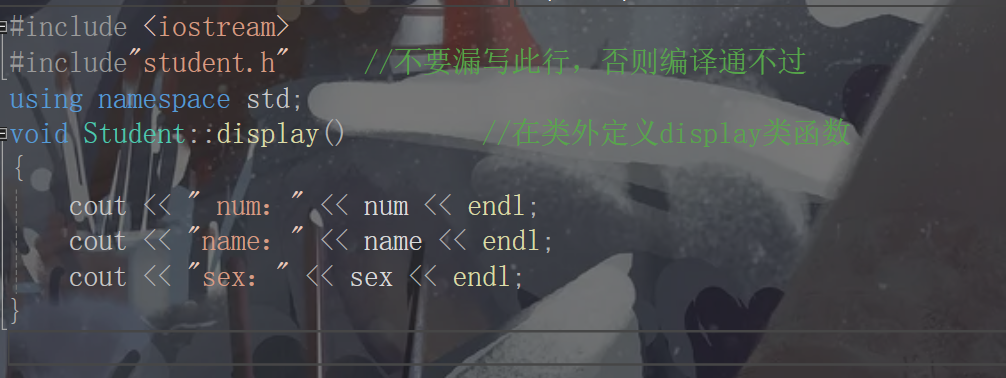 #include <iostream>
#include"student.h"     //不要漏写此行，否则编译通不过
using namespace std;
void Student::display()         //在类外定义display类函数
{
    cout << " num：" << num << endl;
    cout << "name：" << name << endl;
    cout << "sex：" << sex << endl;
}